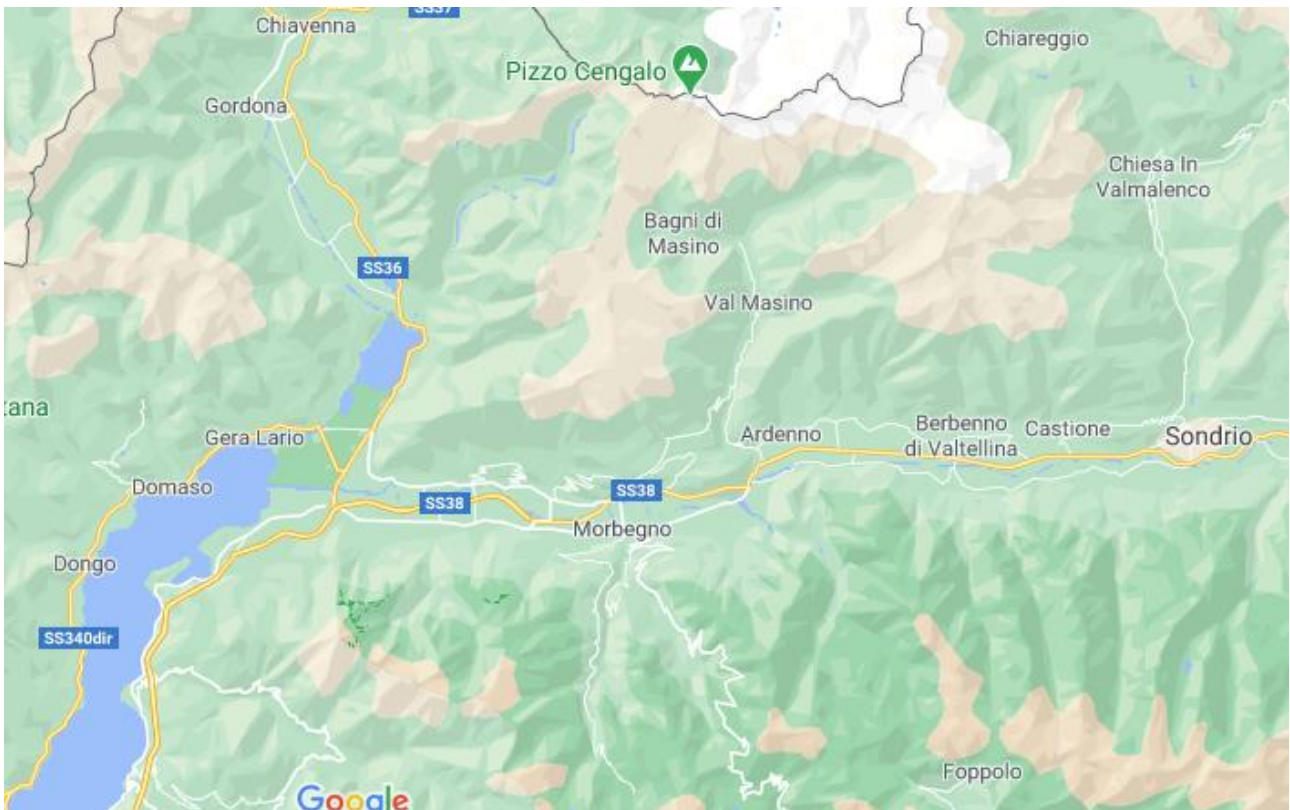 SS37
Chiavenna
Chiareggio
Pizzo Cengalo
Gordona
Chiesa In
Valmalenco
Bagni di
Masino
SS36
Val Masino
tana
Gera Lario
Ardenno
Berbenno
di Valtellina
Castione
Sondrio
Domaso
SS38
SS38
Morbegno
Dongo
SS340dir
Foppolo
Google